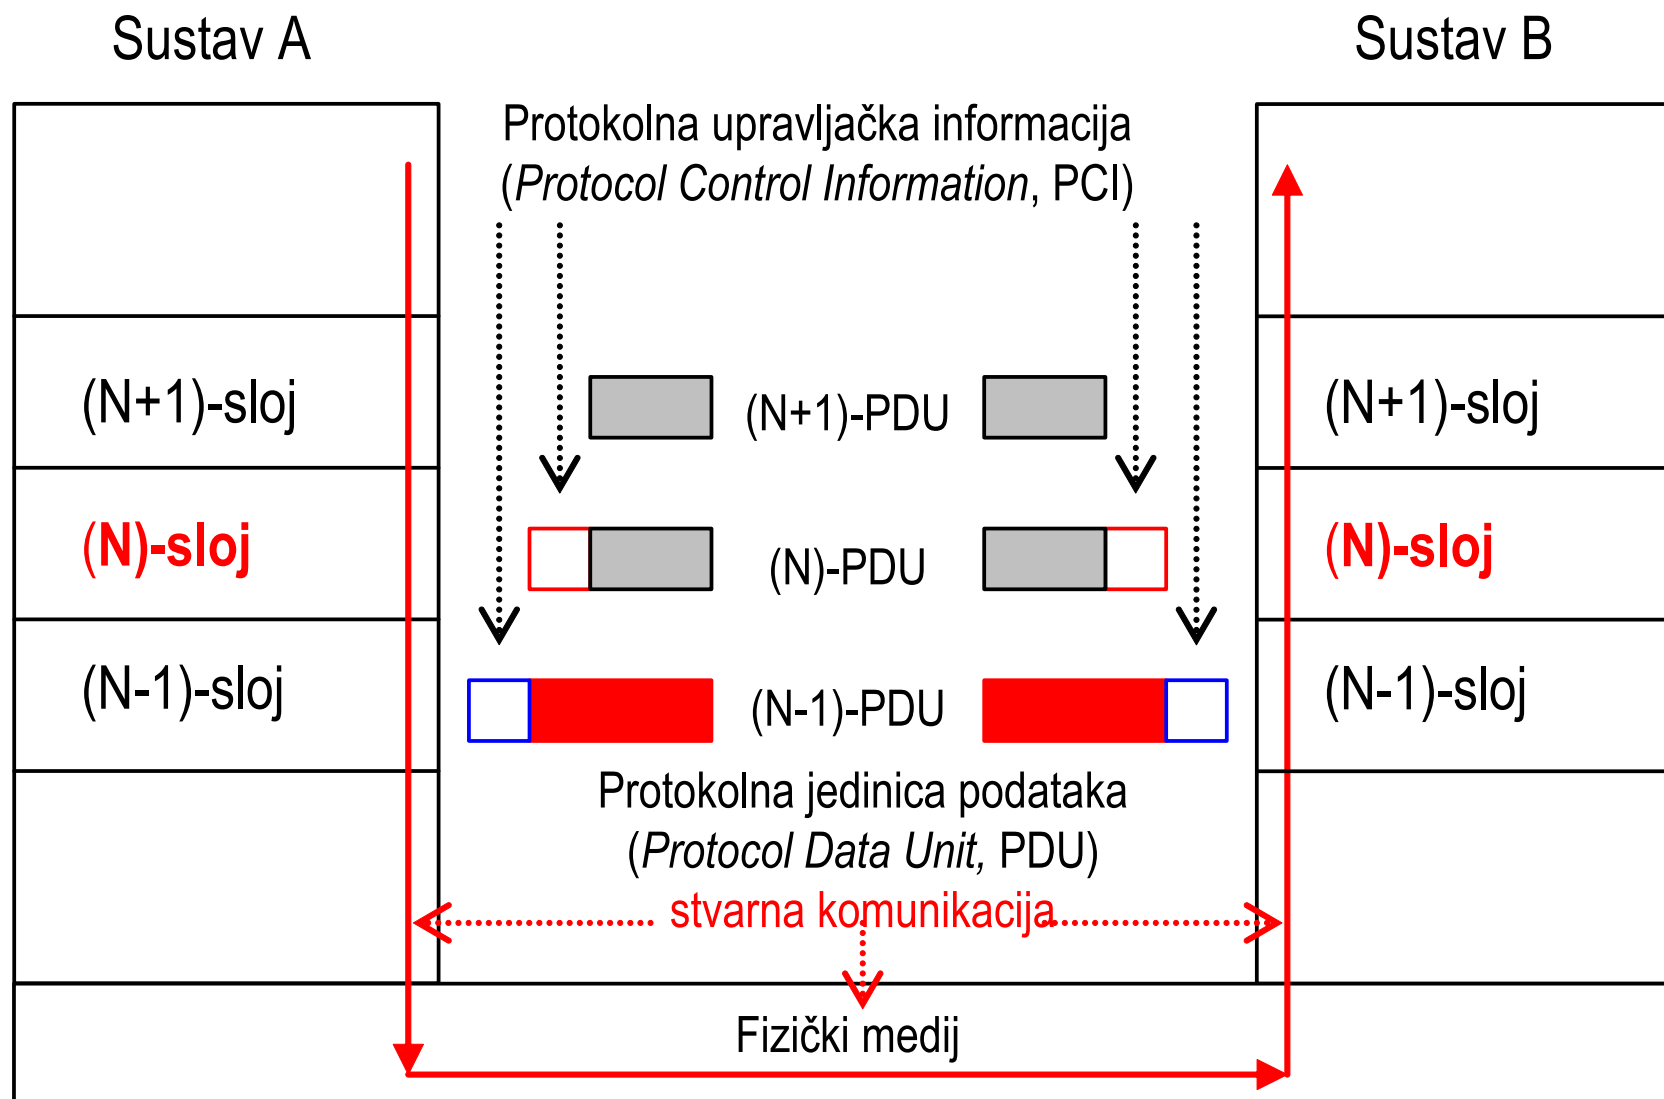 Sustav A
Sustav B
Protokolna upravljačka informacija
(Protocol Control Information, PCI)
(N+1)-sloj
(N+1)-PDU
(N+1)-sloj
(N)-sloj
(N)-PDU
(N)-sloj
(N-1)-sloj
(N-1)-PDU
(N-1)-sloj
Protokolna jedinica podataka
(Protocol Data Unit, PDU)
stvarna komunikacija
Fizički medij